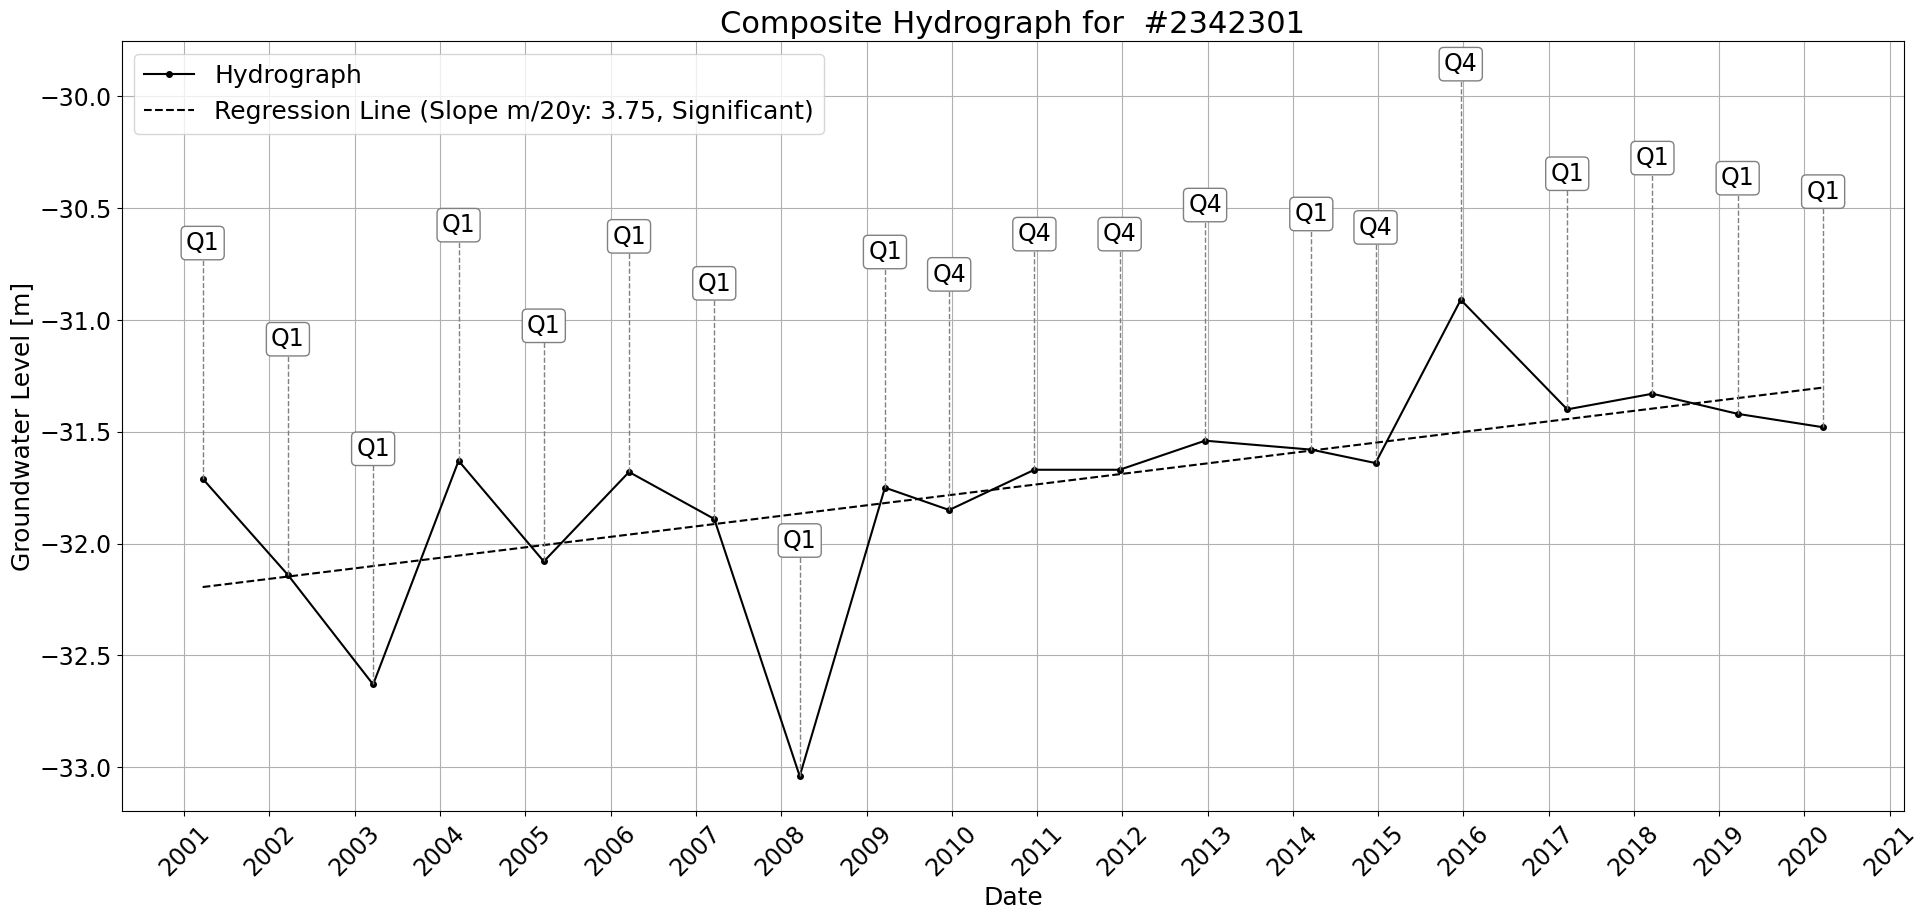 Composite Hydrograph for  #2342301
Hydrograph
Regression Line (Slope m/20y: 3.75, Significant)
Groundwater Level [m]
−30.0
−30.5
−31.0
−31.5
−32.0
−32.5
−33.0
Q1
Q1
Q1
Q1
Q1
Q1
Q1
Q1
Q1
Q4
Q4
Q4
Q4
Q1
Q4
Q4
Q1
Q1
Q1
Q1
2001
2002
2003
2004
2005
2006
2007
2008
2009
2010
2011
2012
2013
2014
2015
2016
2017
2018
2019
2020
2021
Date